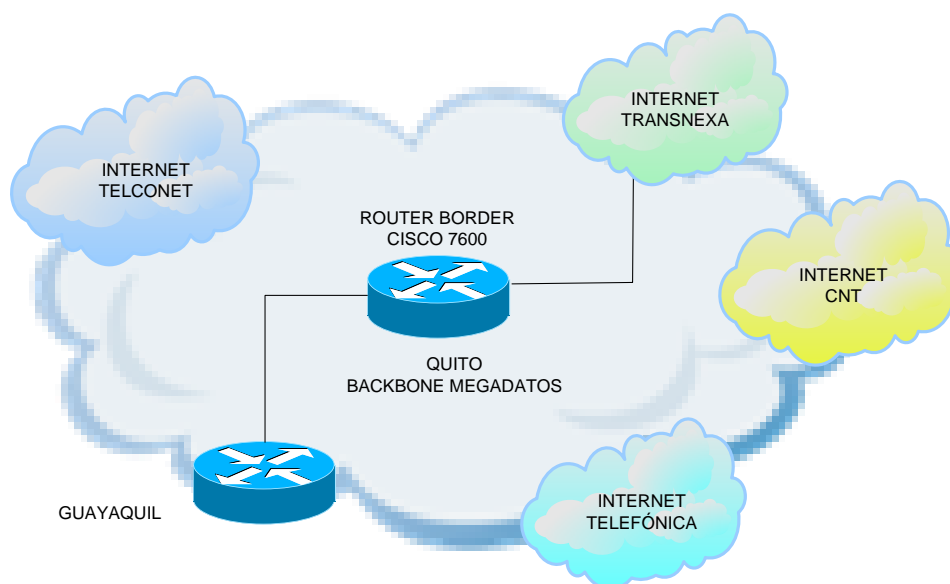 INTERNET
TRANSNEXA
INTERNET
TELCONET
ROUTER BORDER
CISCO 7600
INTERNET
CNT
QUITO
BACKBONE MEGADATOS
INTERNET
TELEFÓNICA
GUAYAQUIL